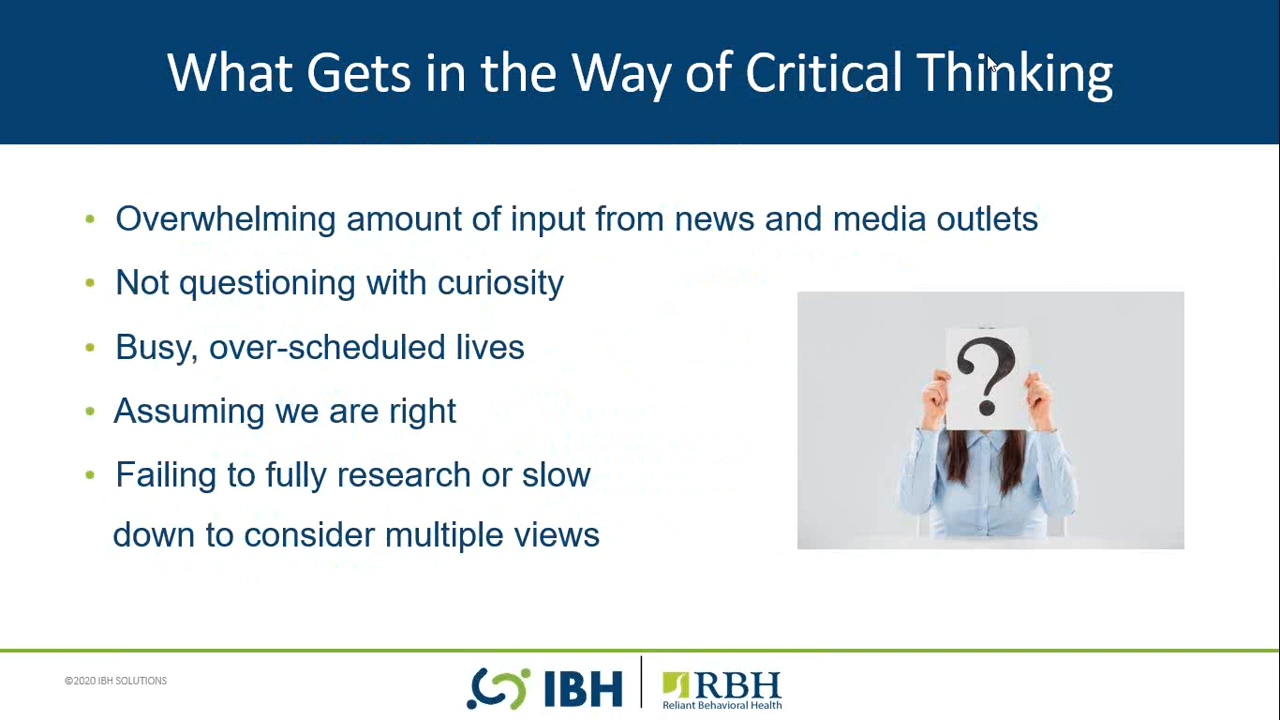 What Gets in the Way of Critical Thinking
• Overwhelming amount of input from news and media outlets
• Not questioning with curiosity
• Busy, over-scheduled lives
• Assuming we are right
• Failing to fully research or slow
down to consider multiple views
?
©2020 IBH SOLUTIONS
IBH
RBH
Reliant Behavioral Health